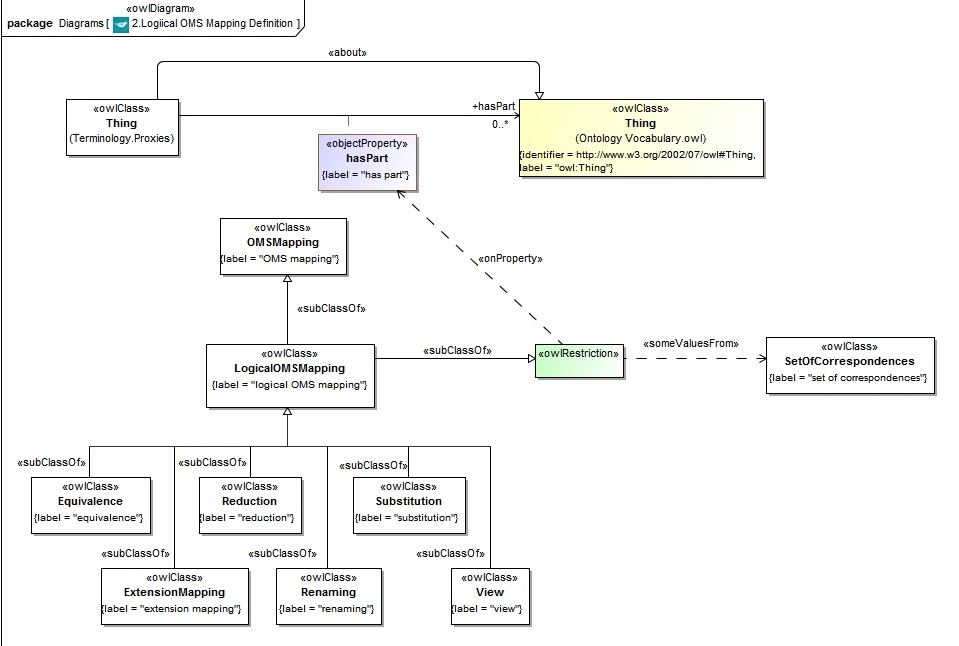 «owlDiagram»
package Diagrams [ 2.Logiical OMS Mapping Definition ]
«about»
«owlClass»
Thing
(Terminology.Proxies)
+hasPart
0..*
«owlClass»
Thing
(Ontology Vocabulary.owl)
{identifier = http://www.w3.org/2002/07/owl#Thing,
label = "owl:Thing"}
«objectProperty»
hasPart
{label = "has part"}
«owlClass»
OMSMapping
{label = "OMS mapping"}
«onProperty»
«subClassOf»
«owlClass»
LogicalOMSMapping
{label = "logical OMS mapping"}
«subClassOf»
«owlRestriction»
«someValuesFrom»
«owlClass»
SetOfCorrespondences
{label = "set of correspondences"}
«subClassOf»
«owlClass»
Equivalence
{label = "equivalence"}
«subClassOf»
«owlClass»
Reduction
{label = "reduction"}
«subClassOf»
«owlClass»
Substitution
{label = "substitution"}
«subClassOf»
«owlClass»
ExtensionMapping
{label = "extension mapping"}
«subClassOf»
«owlClass»
Renaming
{label = "renaming"}
«subClassOf»
«owlClass»
View
{label = "view"}